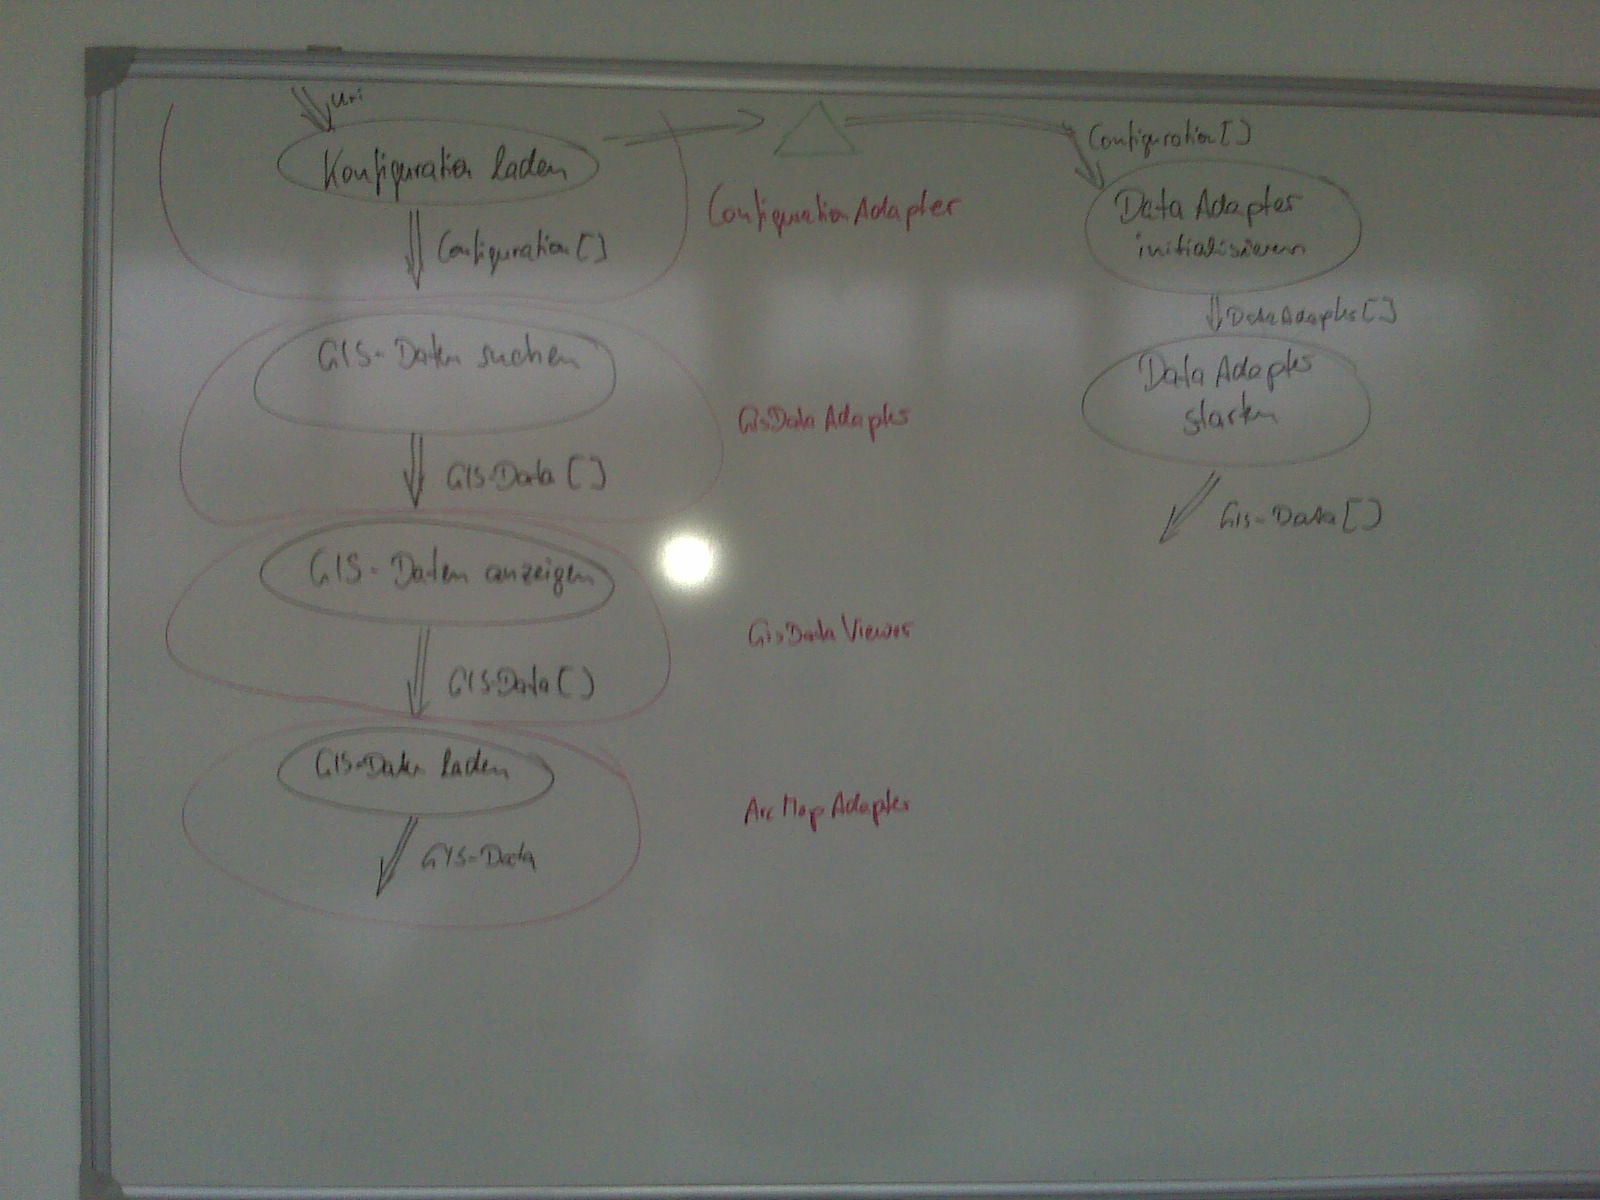 Uri
Konfiguration laden
Configuration[]
GIS-Daten suchen
GIS-Data[]
GIS-Daten anzeigen
GIS-Data[]
GIS-Daten laden
GIS-Data
ConfigurationAdapter
GisDataAdapter
GisDataViewer
ArcMapAdapter
Configuration[]
Data Adapter
initialisieren
DataAdapter[]
Data Adapter
starten
Gis-Data[]